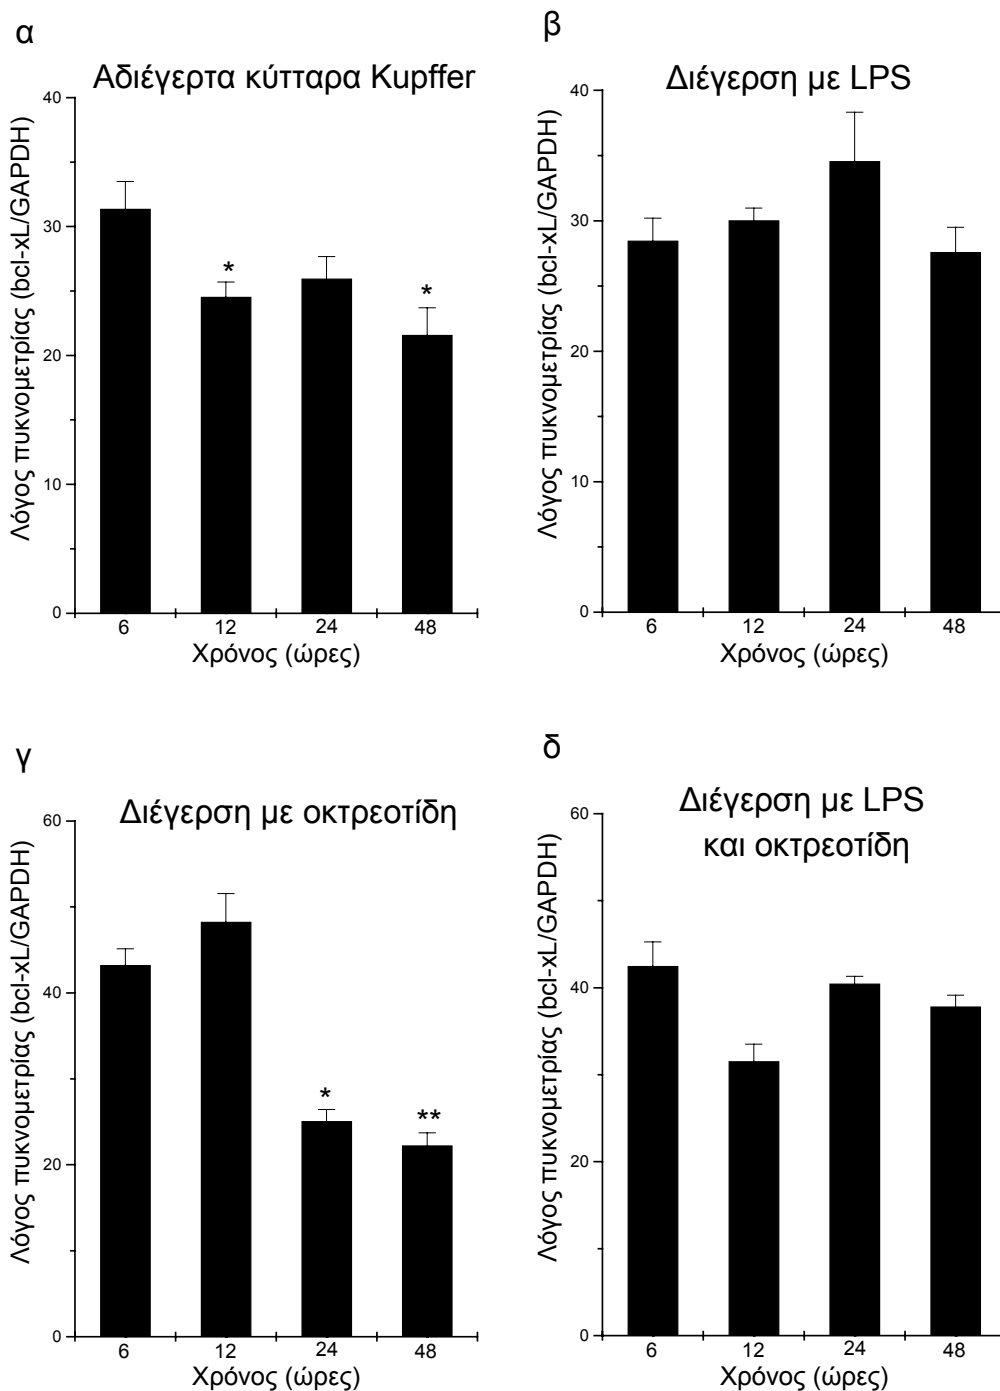 α
Αδιέγερτα κύτταρα Kupffer
Λόγος πυκνομετρίας (bcl-xL/GAPDH)
40
30
20
10
0
*
*
6 12 24 48
Χρόνος (ώρες)
β
Διέγερση με LPS
Λόγος πυκνομετρίας (bcl-xL/GAPDH)
40
30
20
10
0
6 12 24 48
Χρόνος (ώρες)
γ
Διέγερση με οκτρεοτίδη
Λόγος πυκνομετρίας (bcl-xL/GAPDH)
60
40
20
0
*
**
6 12 24 48
Χρόνος (ώρες)
δ
Διέγερση με LPS
και οκτρεοτίδη
Λόγος πυκνομετρίας (bcl-xL/GAPDH)
60
40
20
0
6 12 24 48
Χρόνος (ώρες)